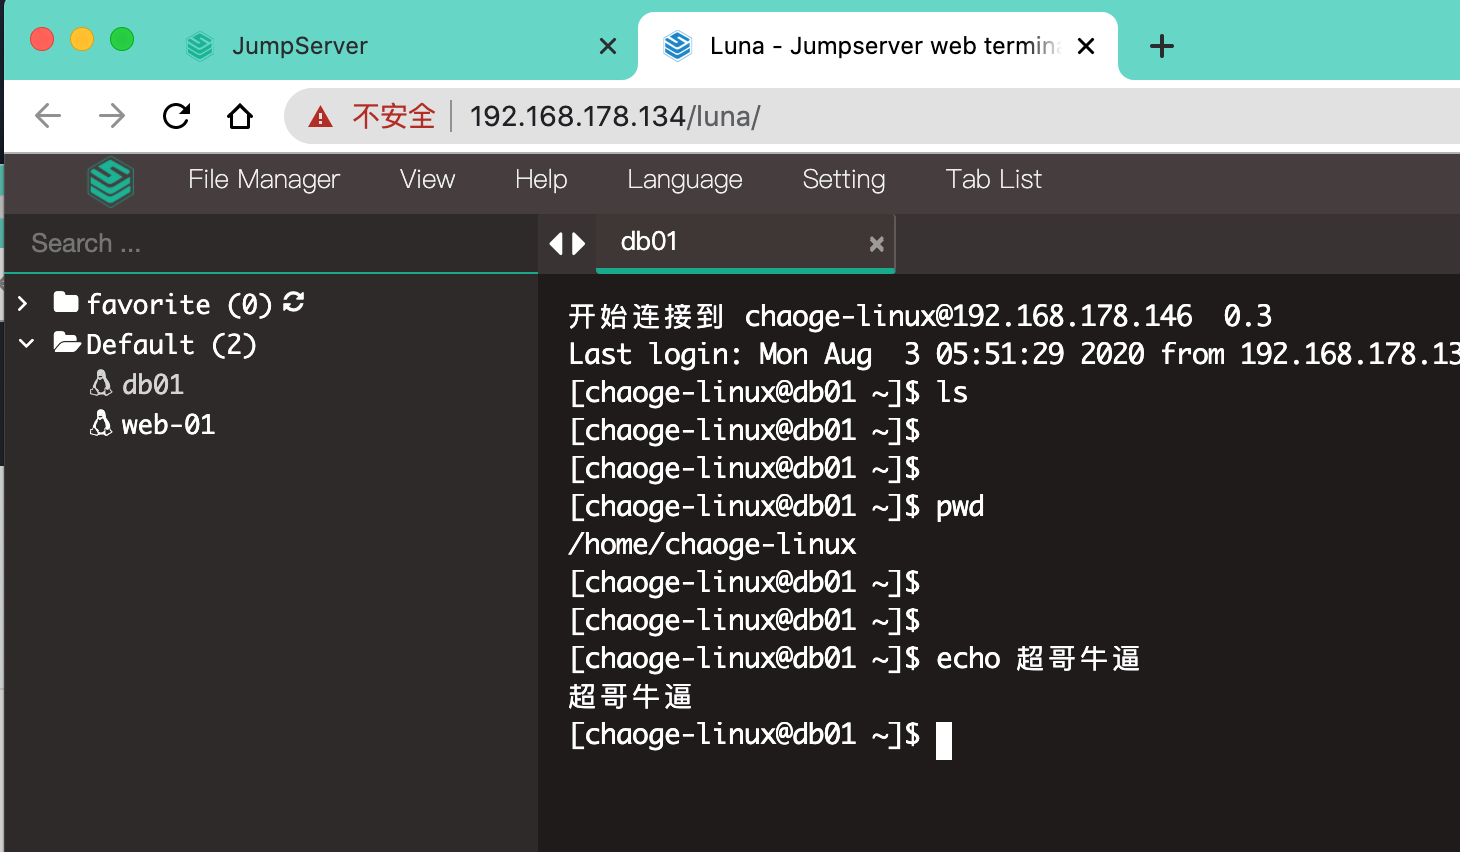 JumpServer
Luna - Jumpserver web termina
不安全 192.168.178.134/luna/
File Manager View Help Language Setting Tab List
Search ...
db01
favorite (0)
Default (2)
db01
web-01
开始连接到 chaoge-linux@192.168.178.146  0.3
Last login: Mon Aug  3 05:51:29 2020 from 192.168.178.13
[chaoge-linux@db01 ~]$ ls
[chaoge-linux@db01 ~]$
[chaoge-linux@db01 ~]$
[chaoge-linux@db01 ~]$ pwd
/home/chaoge-linux
[chaoge-linux@db01 ~]$
[chaoge-linux@db01 ~]$
[chaoge-linux@db01 ~]$ echo 超哥牛逼
超哥牛逼
[chaoge-linux@db01 ~]$